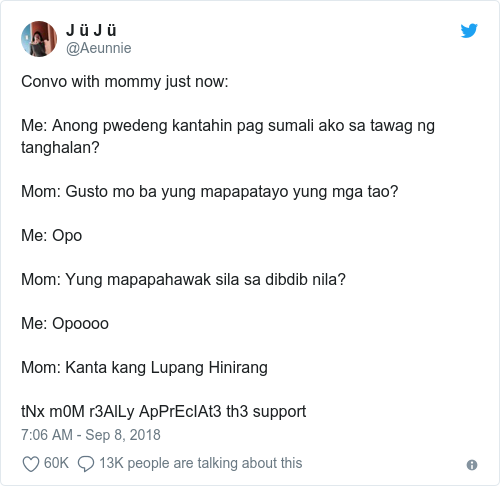 J ü J ü
@Aeunnie
Convo with mommy just now:
Me: Anong pwedeng kantahin pag sumali ako sa tawag ng
tanghalan?
Mom: Gusto mo ba yung mapapatayo yung mga tao?
Me: Opo
Mom: Yung mapapahawak sila sa dibdib nila?
Me: Opoooo
Mom: Kanta kang Lupang Hinirang
tNx m0M r3AlLy ApPrEcIAt3 th3 support
7:06 AM - Sep 8, 2018
60K 13K people are talking about this